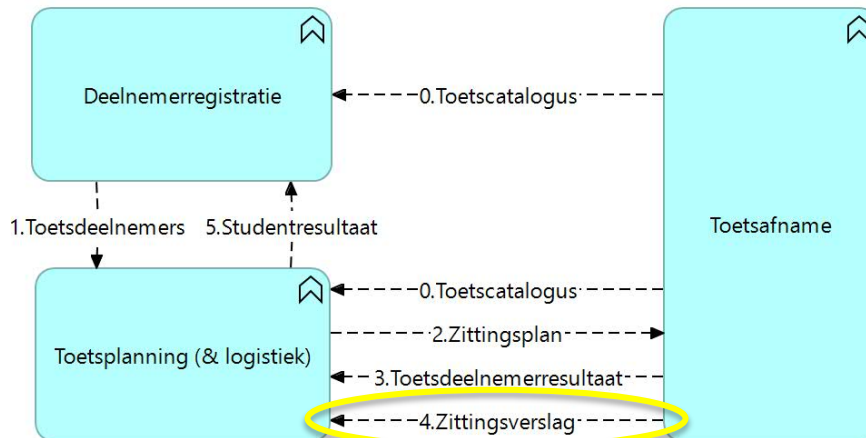 Deelnemerregistratie
0.Toetscatalogus
1.Toetsdeelnemers
5.Studentresultaat
Toetsafname
Toetsplanning (& logistiek)
0.Toetscatalogus
2.Zittingsplan
3.Toetsdeelnemerresultaat
4.Zittingsverslag